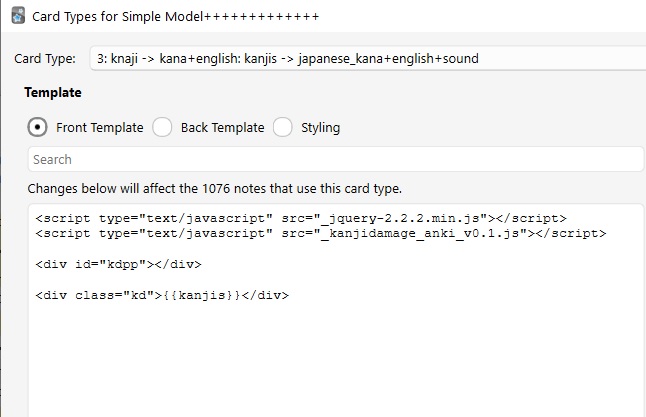 Card Types for Simple Model+++++++++++++
Card Type: 3: knaji -> kana+english: kanjis -> japanese_kana+english+sound
Template
Front Template Back Template Styling
Search
Changes below will affect the 1076 notes that use this card type.
<script type="text/javascript" src="_jquery-2.2.2.min.js"></script>
<script type="text/javascript" src="_kanjidamage_anki_v0.1.js"></script>
<div id="kdpp"></div>
<div class="kd">{{kanjis}}</div>